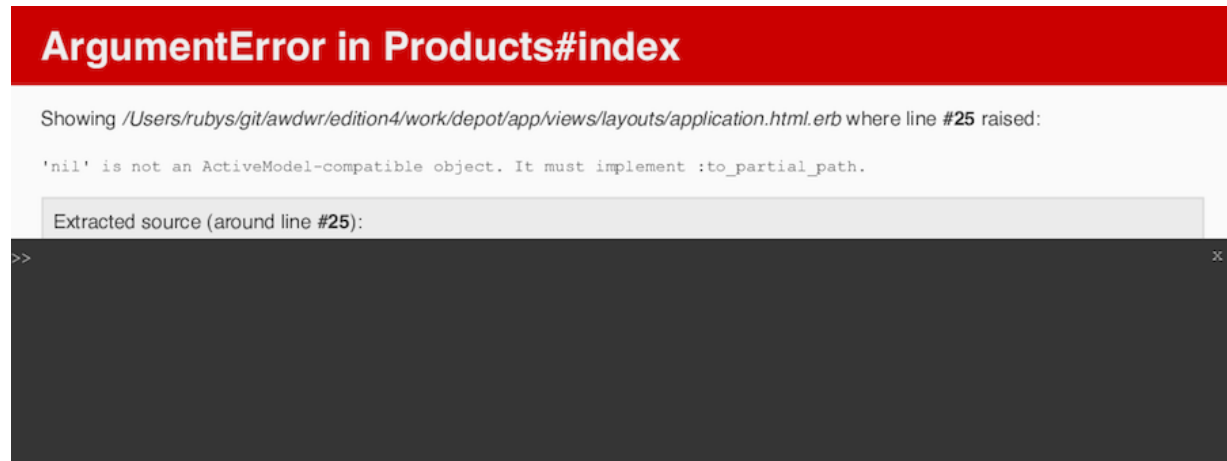 ArgumentError in Products#index
Showing /Users/rubys/git/awdwr/edition4/work/depot/app/views/layouts/application.html.erb where line #25 raised:
'nil' is not an ActiveModel-compatible object. It must implement :to_partial_path.
Extracted source (around line #25):
>> x